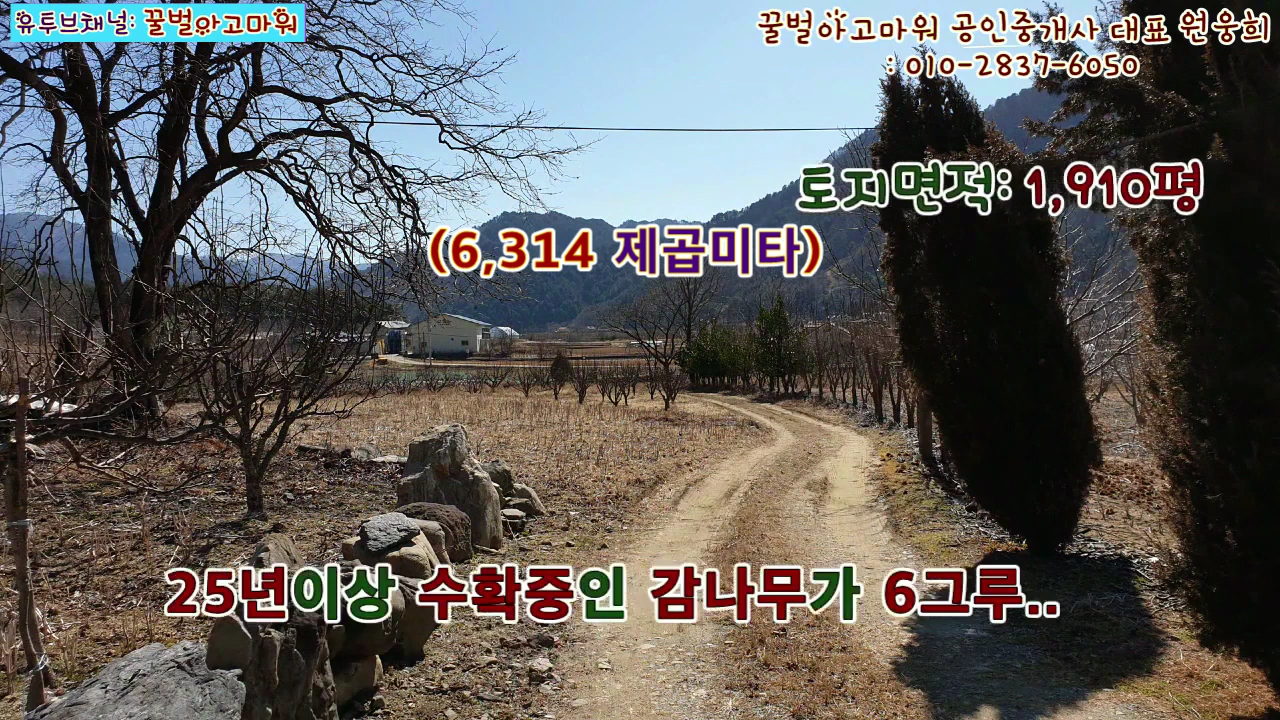 유투브채널: 꿀벌아고마워
꿀벌아고마워 공인중개사 대표 원웅희
: 010-2837-6050
토지면적: 1,910평
(6,314 제곱미타)
25년이상 수확중인 감나무가 6그루..